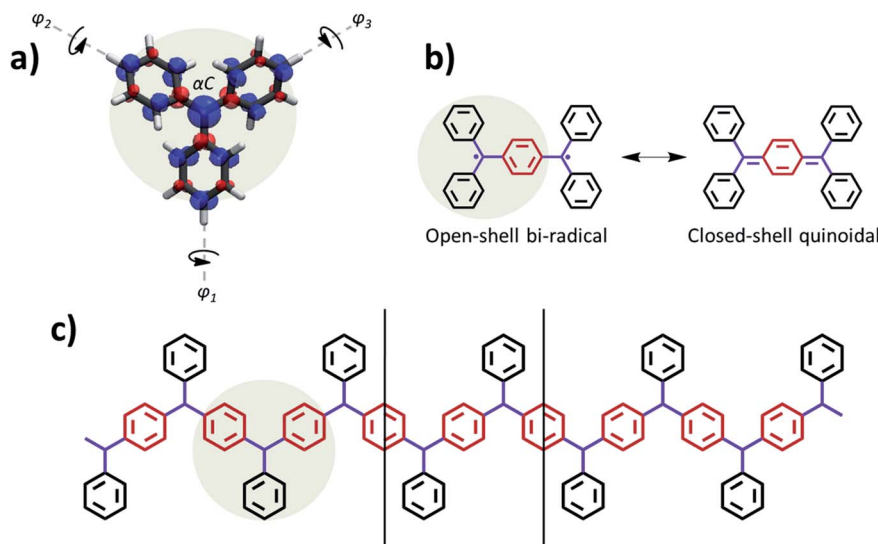 a)
φ2
φ3
αC
φ1
b)
Open-shell bi-radical
Closed-shell quinoidal
c)